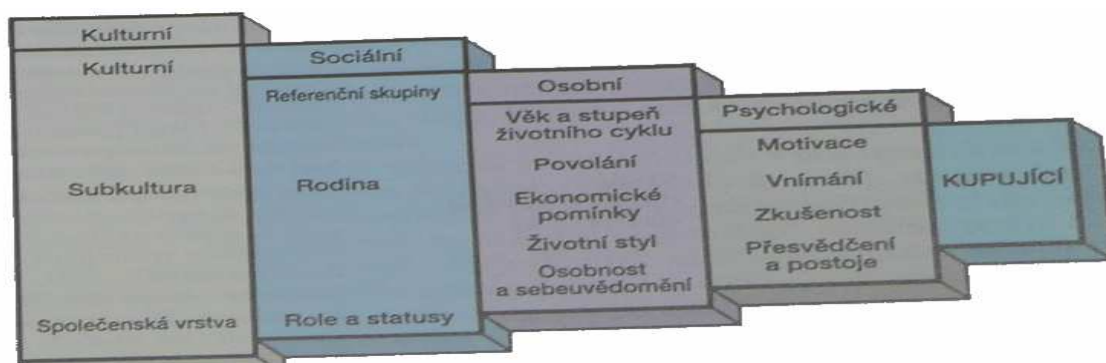 Kulturní
Kulturní
Subkultura
Společenská vrstva
Sociální
Referenční skupiny
Rodina
Role a statusy
Osobní
Věk a stupeň
životního cyklu
Povolání
Ekonomické
pomínky
Životní styl
Osobnost
a sebeuvědomění
Psychologické
Motivace
Vnímání
Zkušenost
Přesvědčení
a postoje
KUPUJÍCÍ